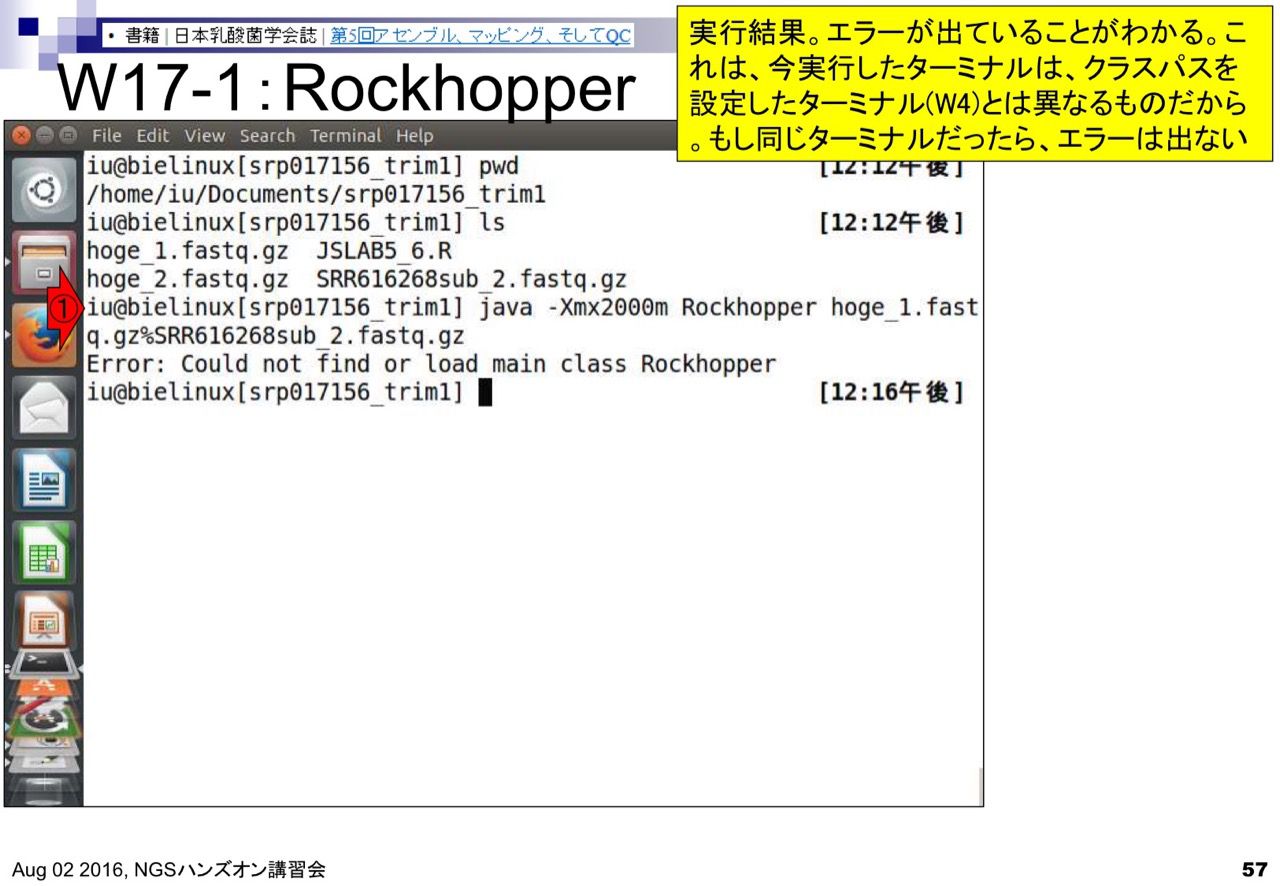 ・ 書籍 | 日本乳酸菌学会誌 | 第5回アセンブル、マッピング、そしてQC
W17-1：Rockhopper
実行結果。エラーが出ていることがわかる。こ
れは、今実行したターミナルは、クラスパスを
設定したターミナル(W4)とは異なるものだから
。もし同じターミナルだったら、エラーは出ない
File Edit View Search Terminal Help
iu@bielinux[srp017156_trim1] pwd [12:12午後]
/home/iu/Documents/srp017156_trim1
iu@bielinux[srp017156_trim1] ls [12:12午後]
hoge_1.fastq.gz JSLAB5_6.R
hoge_2.fastq.gz SRR616268sub_2.fastq.gz
①
iu@bielinux[srp017156_trim1] java -Xmx2000m Rockhopper hoge_1.fast
q.gz%SRR616268sub_2.fastq.gz
Error: Could not find or load main class Rockhopper
iu@bielinux[srp017156_trim1] [12:16午後]
Aug 02 2016, NGSハンズオン講習会
57